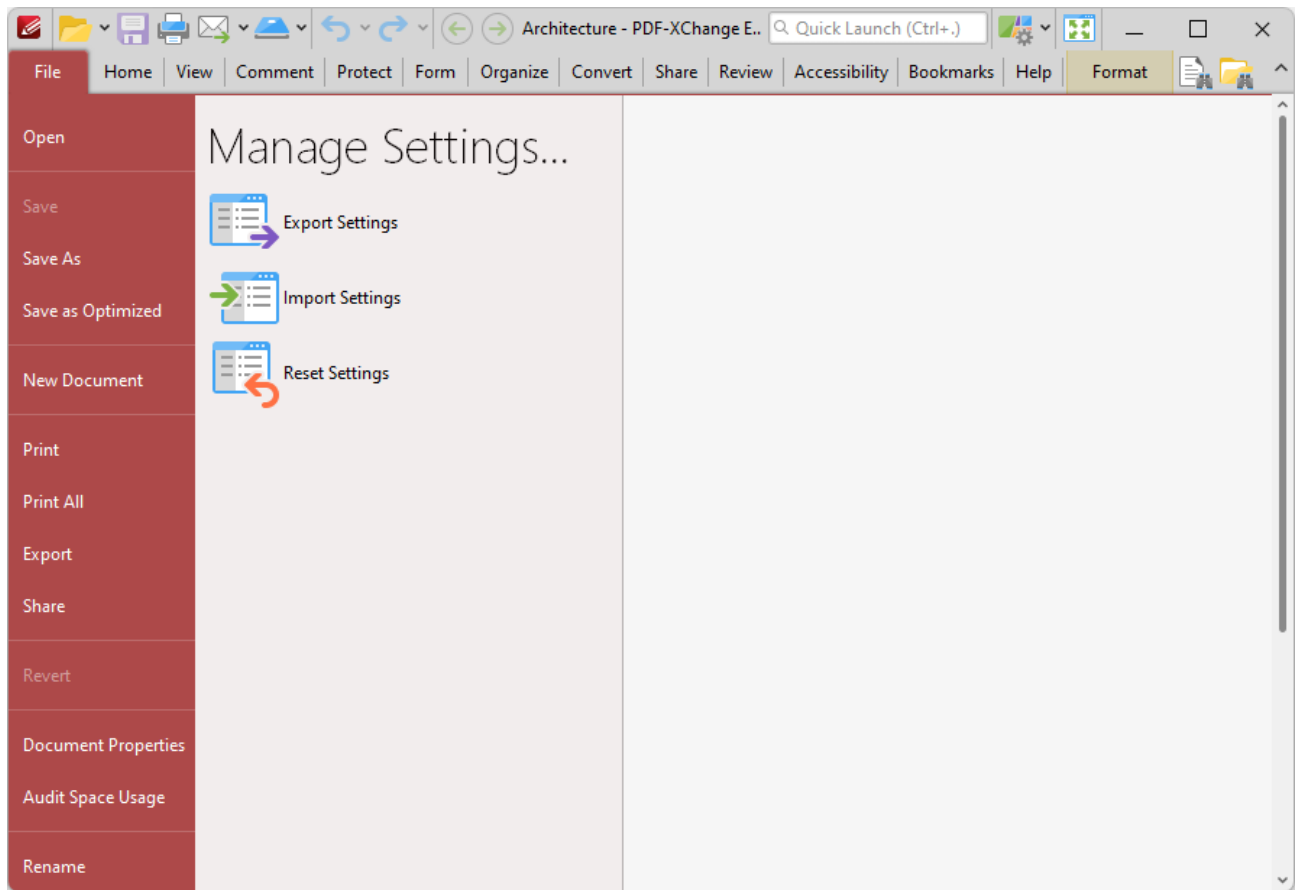 Architecture - PDF-XChange E.. Quick Launch (Ctrl+.)
File Home View Comment Protect Form Organize Convert Share Review Accessibility Bookmarks Help Format
Open
Save
Save As
Save as Optimized
New Document
Print
Print All
Export
Share
Revert
Document Properties
Audit Space Usage
Rename
Manage Settings...
Export Settings
Import Settings
Reset Settings